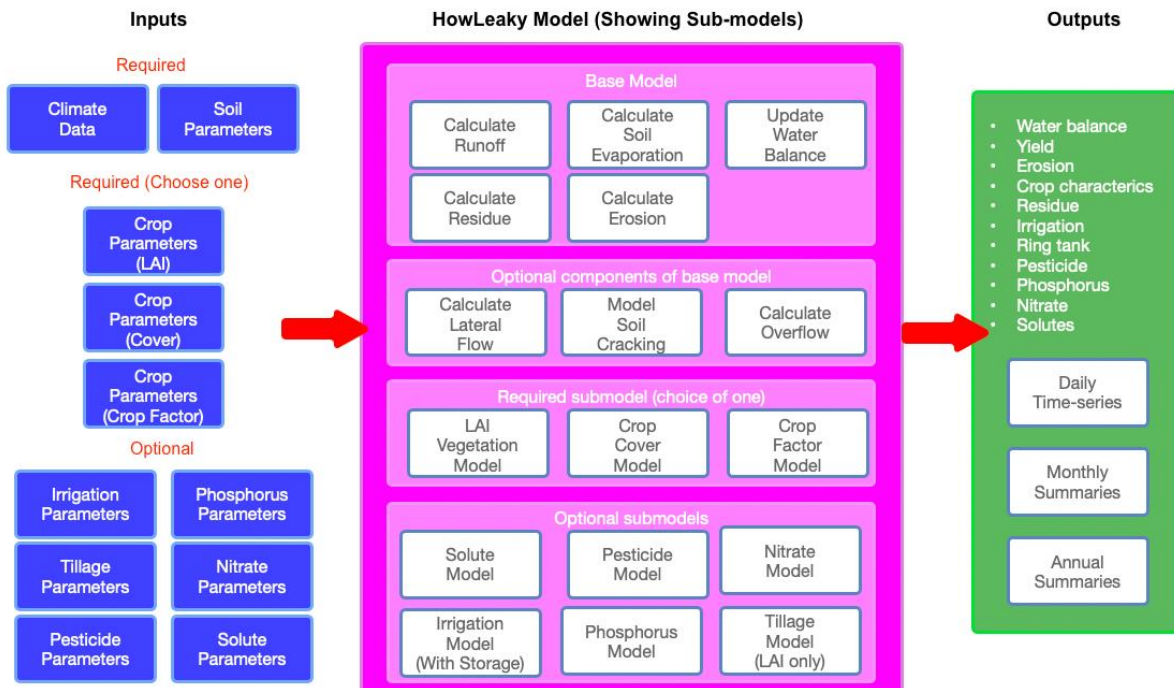 Inputs
Required
Climate
Data
Soil
Parameters
Required (Choose one)
Crop
Parameters
(LAI)
Crop
Parameters
(Cover)
Crop
Parameters
(Crop Factor)
Optional
Irrigation
Parameters
Phosphorus
Parameters
Tillage
Parameters
Nitrate
Parameters
Pesticide
Parameters
Solute
Parameters
HowLeaky Model (Showing Sub-models)
Base Model
Calculate
Runoff
Calculate
Soil
Evaporation
Update
Water
Balance
Calculate
Residue
Calculate
Erosion
Optional components of base model
Calculate
Lateral
Flow
Model
Soil
Cracking
Calculate
Overflow
Required submodel (choice of one)
LAI
Vegetation
Model
Crop
Cover
Model
Crop
Factor
Model
Optional submodels
Solute
Model
Pesticide
Model
Nitrate
Model
Irrigation
Model
(With Storage)
Phosphorus
Model
Tillage
Model
(LAI only)
Outputs
• Water balance
• Yield
• Erosion
• Crop characterics
• Residue
• Irrigation
• Ring tank
• Pesticide
• Phosphorus
• Nitrate
• Solutes
Daily
Time-series
Monthly
Summaries
Annual
Summaries